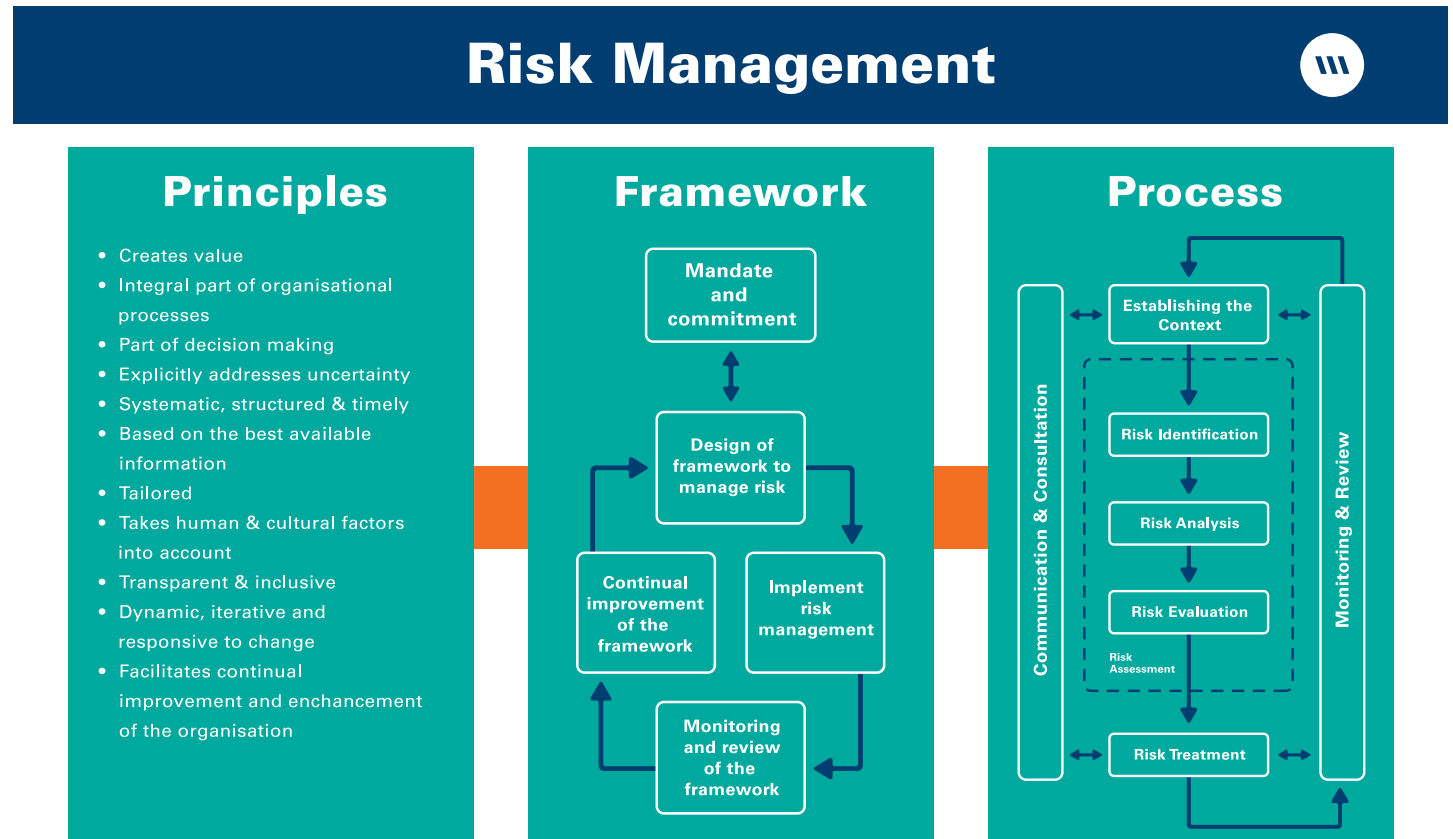 Risk Management
Principles
• Creates value
• Integral part of organisational
processes
• Part of decision making
• Explicitly addresses uncertainty
• Systematic, structured & timely
• Based on the best available
information
• Tailored
• Takes human & cultural factors
into account
• Transparent & inclusive
• Dynamic, iterative and
responsive to change
• Facilitates continual
improvement and enchancement
of the organisation
Framework
Mandate
and
commitment
Design of
framework to
manage risk
Implement
risk
management
Monitoring
and review
of the
framework
Continual
improvement
of the
framework
Process
Communication & Consultation
Establishing the
Context
Risk Identification
Risk Analysis
Risk Evaluation
Risk
Assessment
Risk Treatment
Monitoring & Review